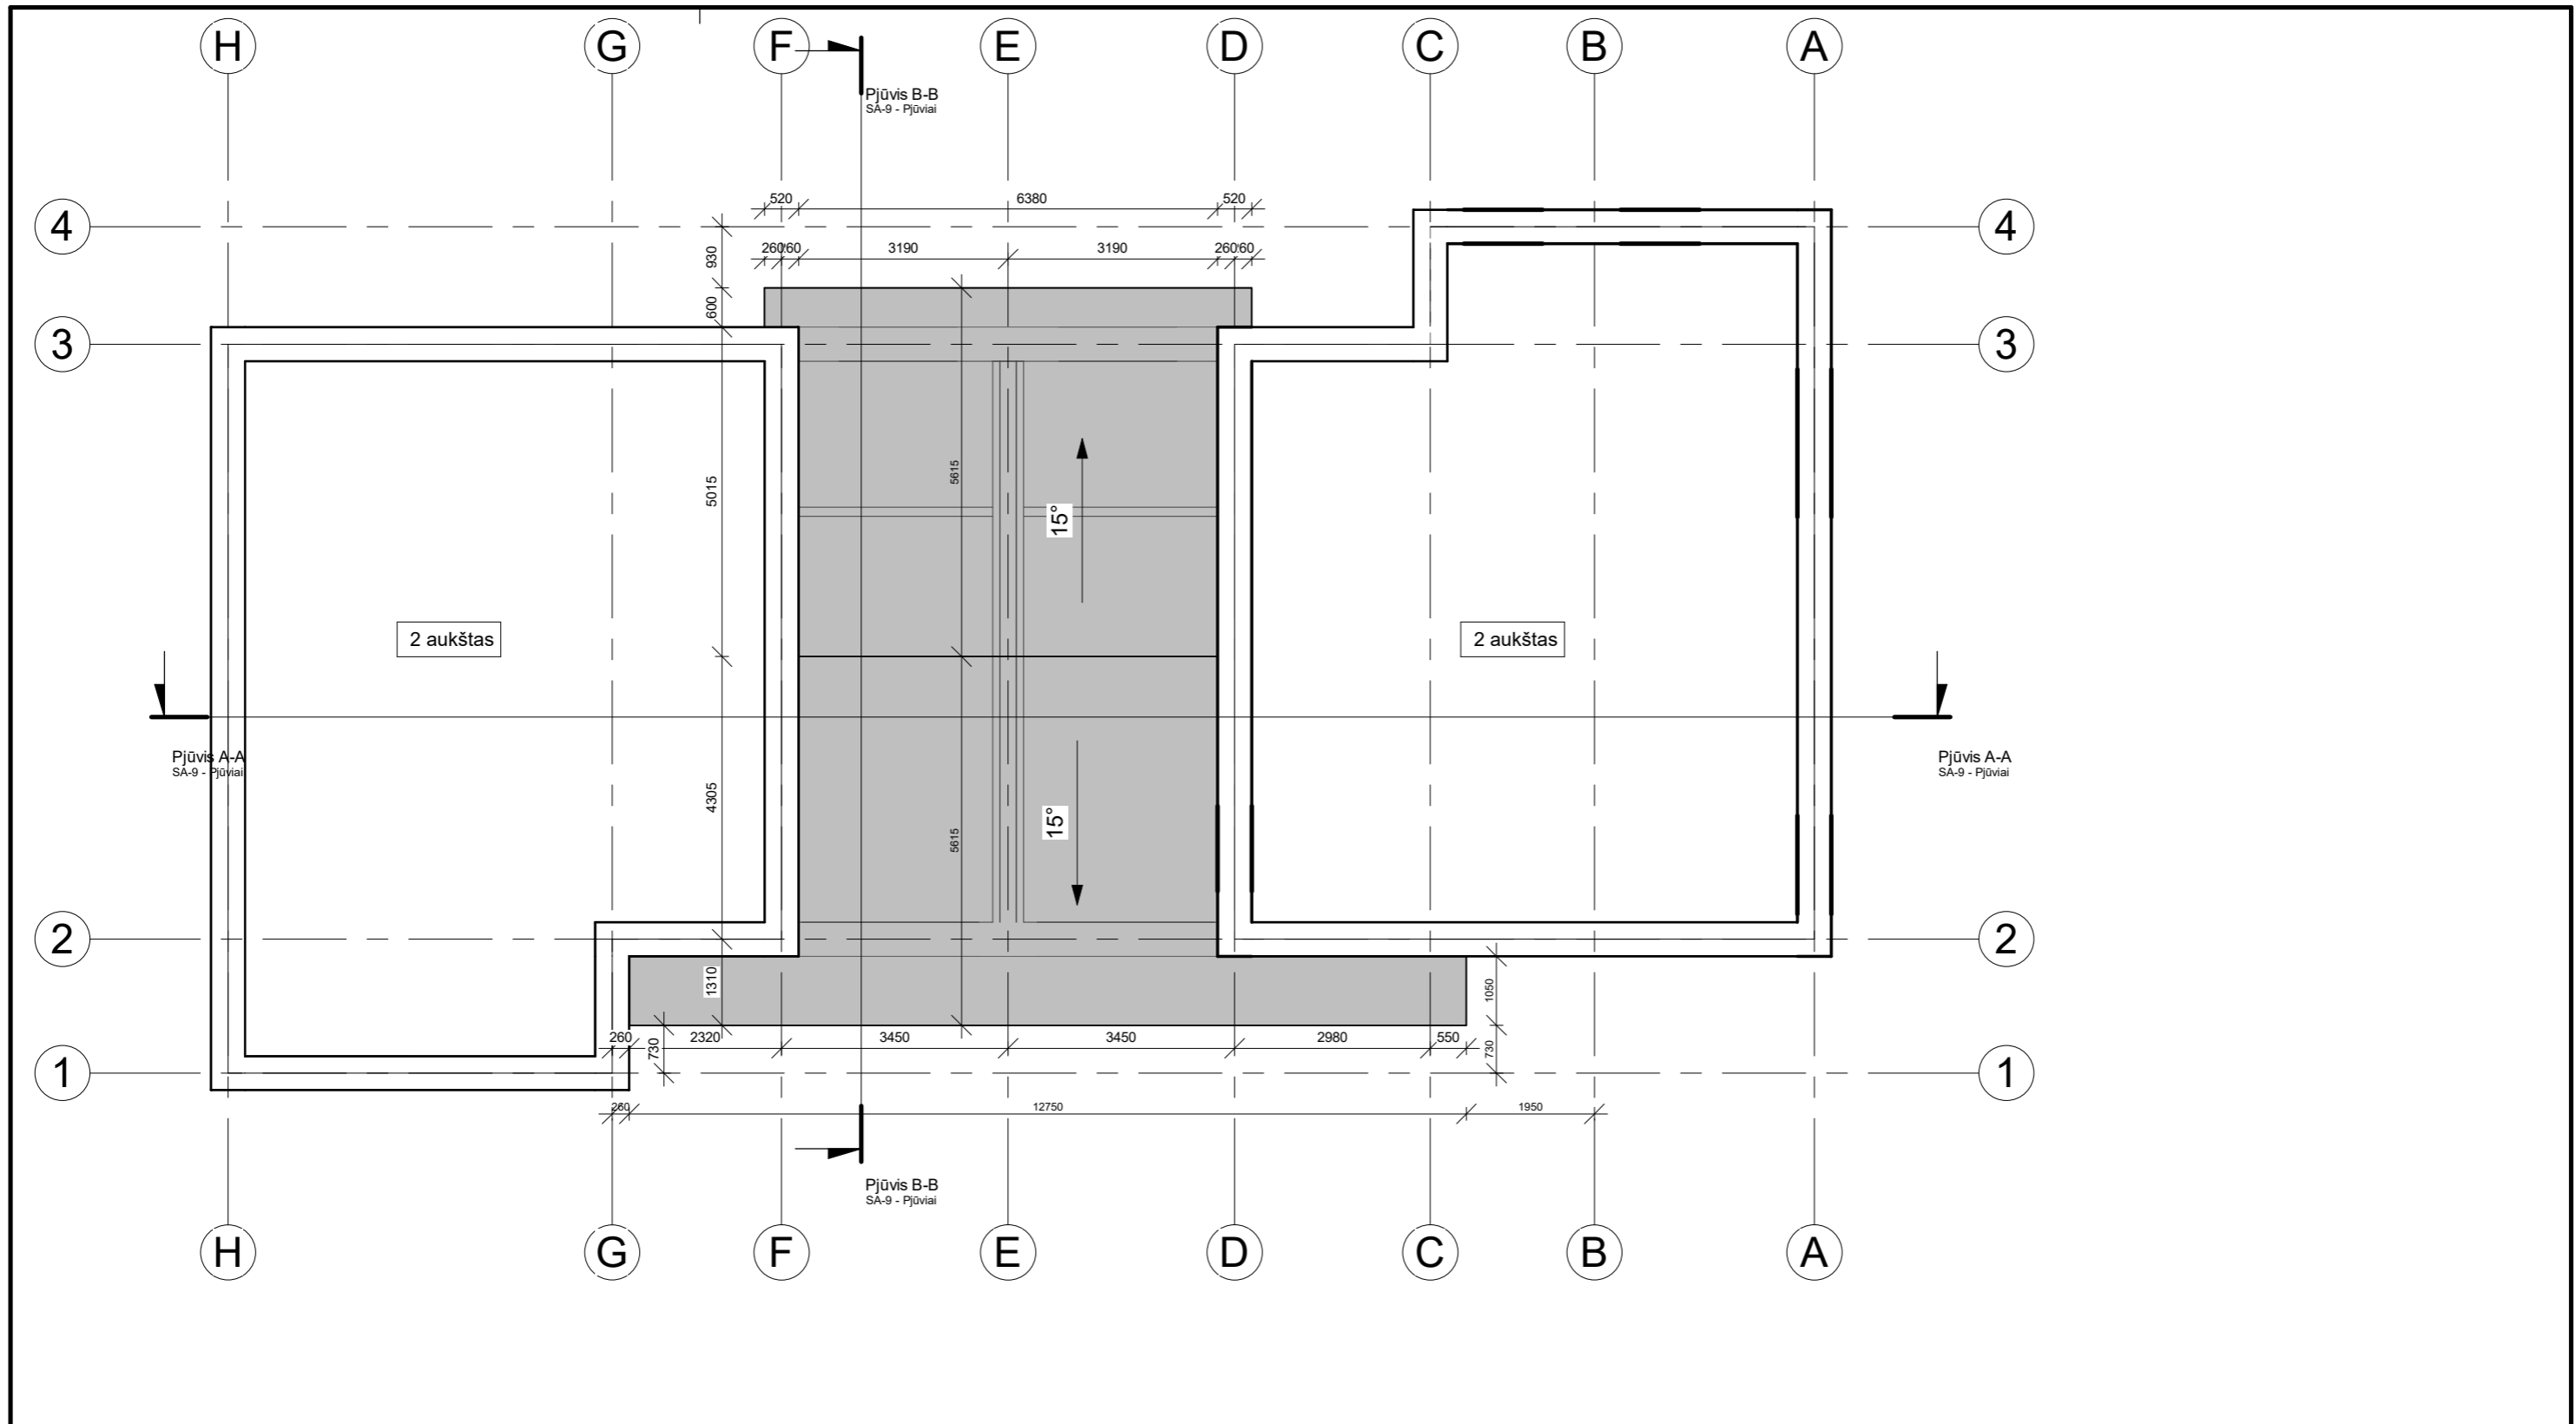 H G F E D C B A
Pjūvis B-B
SA-9 - Pjūviai
520 6380 520
4 4
930
260 260 3190 3190 260 260
600
3 3
5015
5615
15°
2 aukštas
2 aukštas
Pjūvis A-A
SA-9 - Pjūviai
Pjūvis A-A
SA-9 - Pjūviai
4305
5615
15°
2 2
1310
1050
260 2320 3450 3450 2980 550
730
730
1 1
260 12750 1950
Pjūvis B-B
SA-9 - Pjūviai
H G F E D C B A